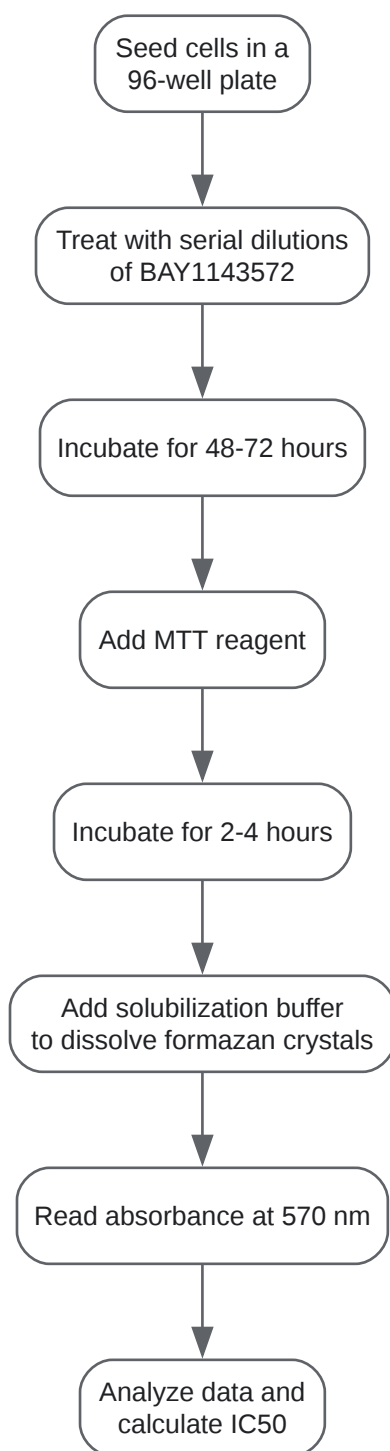 Seed cells in a
96-well plate
Treat with serial dilutions
of BAY1143572
Incubate for 48-72 hours
Add MTT reagent
Incubate for 2-4 hours
Add solubilization buffer
to dissolve formazan crystals
Read absorbance at 570 nm
Analyze data and
calculate IC50